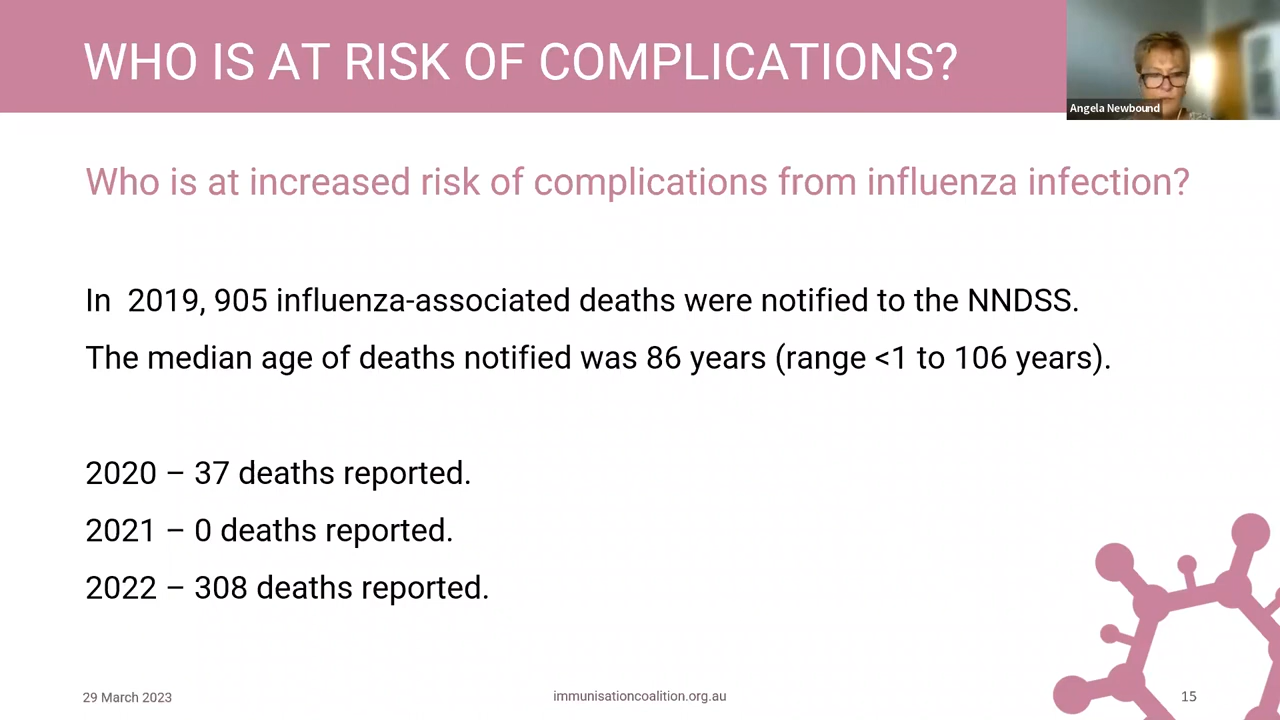 WHO IS AT RISK OF COMPLICATIONS?
Angela Newbound
Who is at increased risk of complications from influenza infection?
In  2019, 905 influenza-associated deaths were notified to the NNDSS.
The median age of deaths notified was 86 years (range <1 to 106 years).
2020 – 37 deaths reported.
2021 – 0 deaths reported.
2022 – 308 deaths reported.
29 March 2023
immunisationcoalition.org.au
15